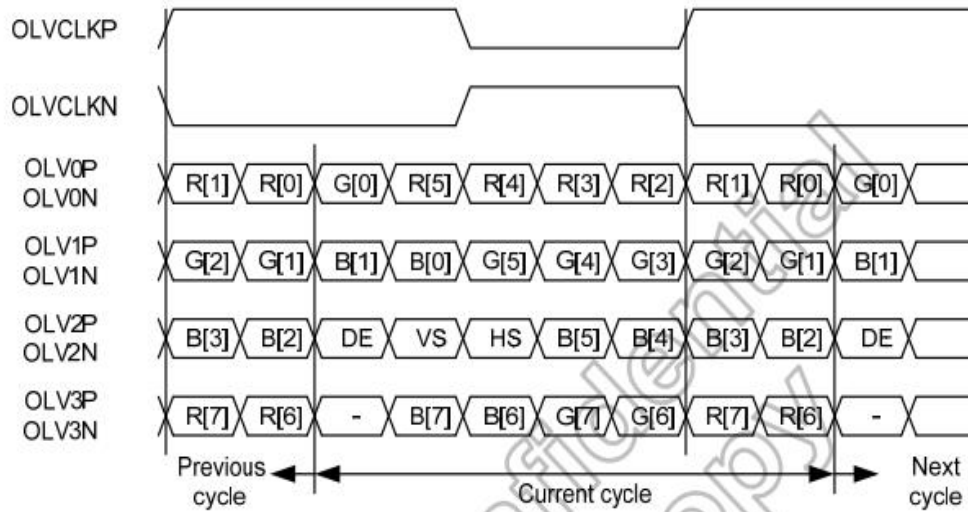 OLVCLKP
OLVCLKN
OLV0P
OLV0N
R[1] R[0] G[0] R[5] R[4] R[3] R[2] R[1] R[0] G[0]
OLV1P
OLV1N
G[2] G[1] B[1] B[0] G[5] G[4] G[3] G[2] G[1] B[1]
OLV2P
OLV2N
B[3] B[2] DE VS HS B[5] B[4] B[3] B[2] DE
OLV3P
OLV3N
R[7] R[6] - B[7] B[6] G[7] G[6] R[7] R[6] -
Previous
cycle
Current cycle
Next
cycle